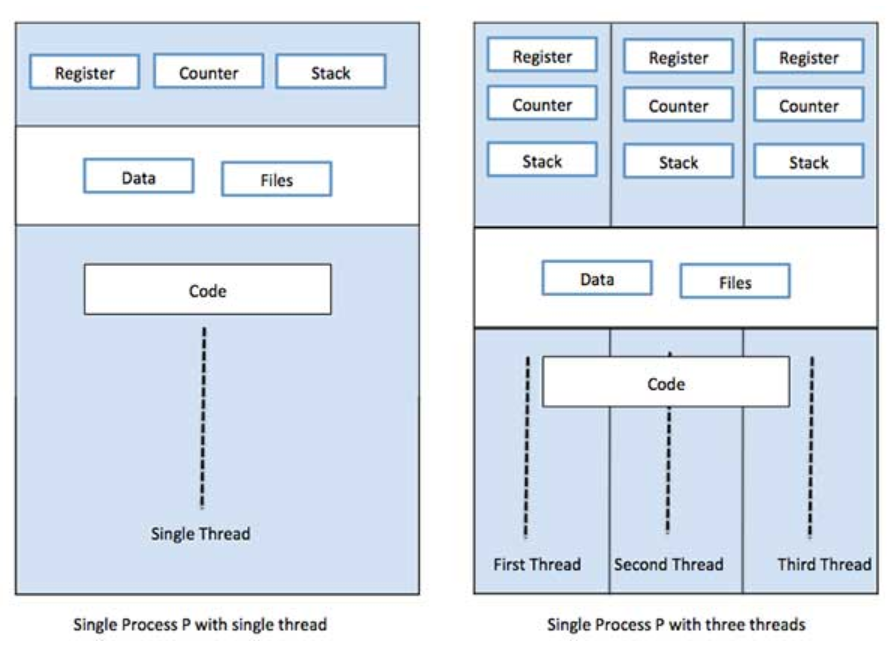 Register Counter Stack
Data Files
Code
Single Thread
Single Process P with single thread
Register Register Register
Counter Counter Counter
Stack Stack Stack
Data Files
Code
First Thread Second Thread Third Thread
Single Process P with three threads